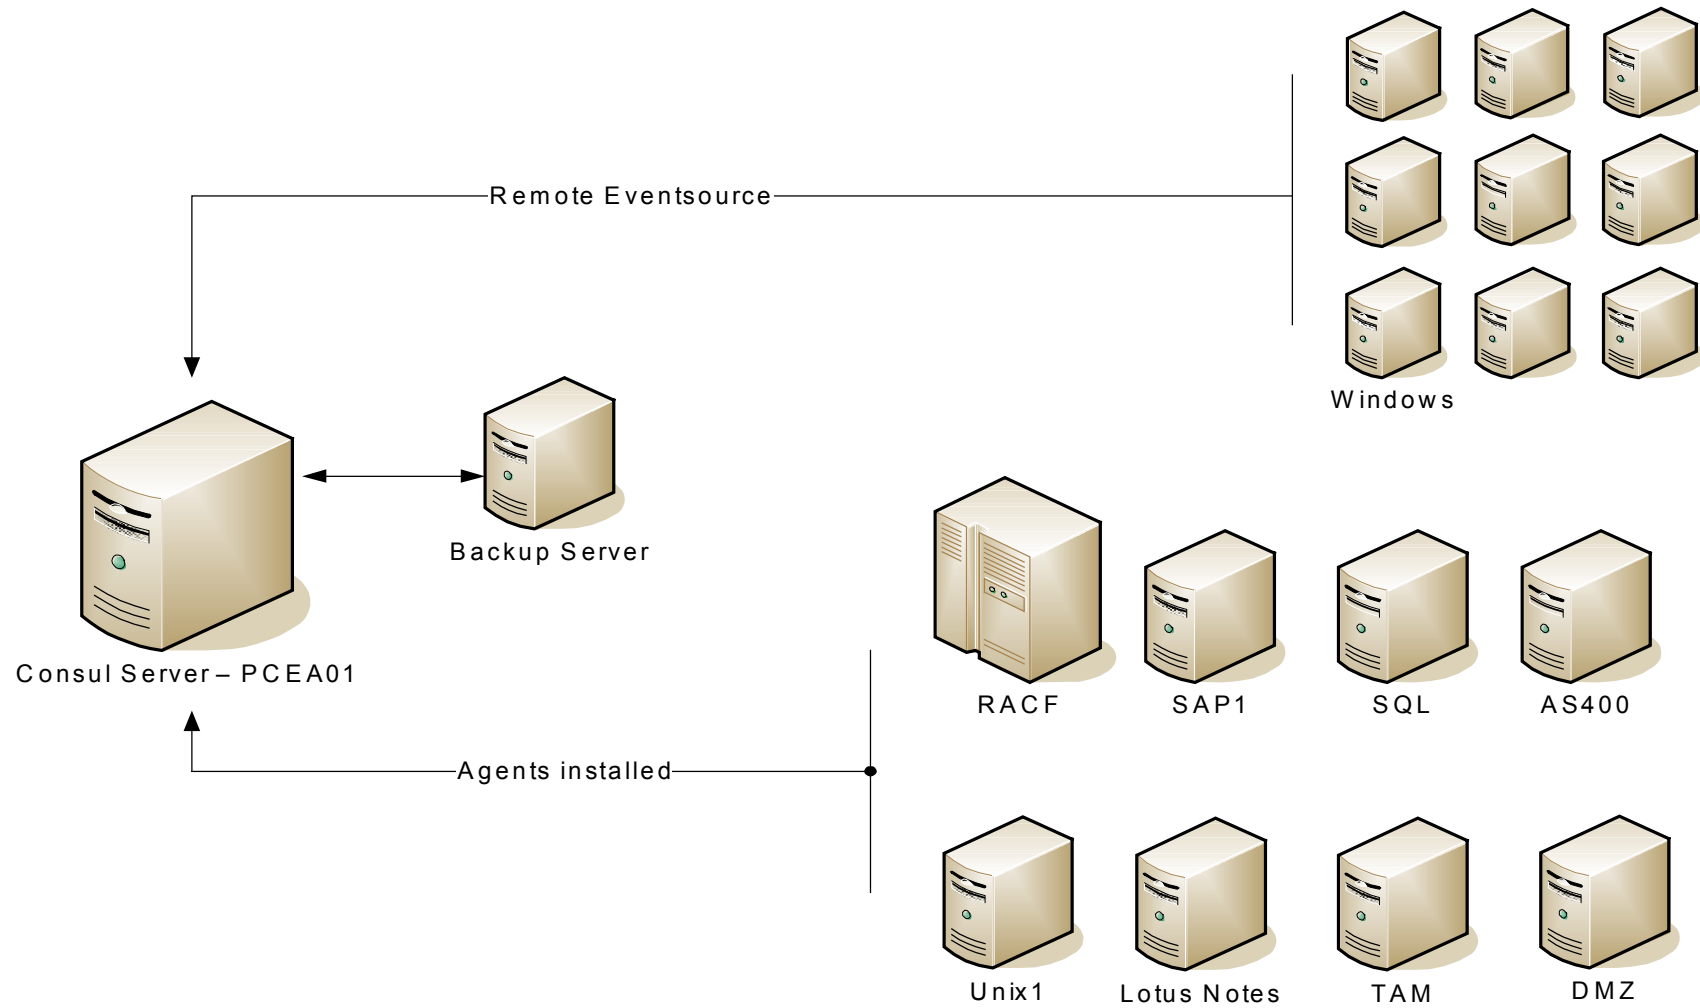 Remote Eventsource
Windows
Backup Server
Consul Server – PCEA01
RACF
SAP1
SQL
AS400
Agents installed
Unix1
Lotus Notes
TAM
DMZ